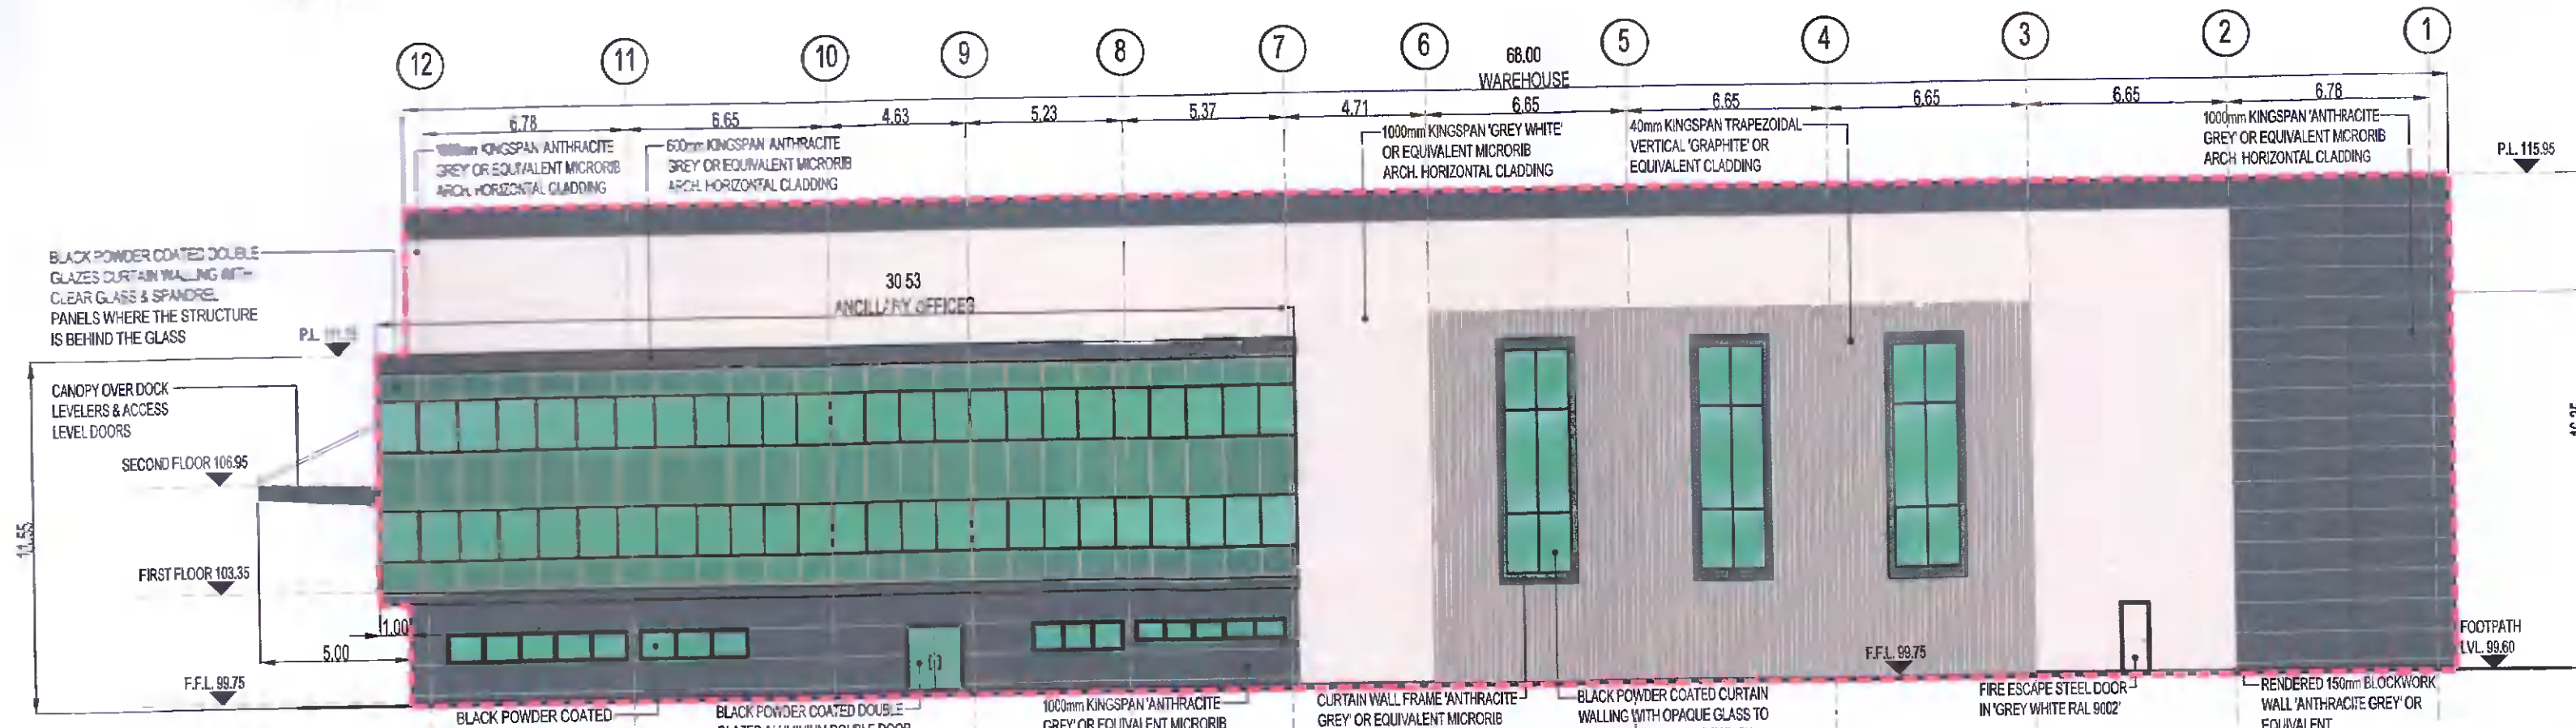 12 11 10 9 8 7 6 5 4 3 2 1
68.00
WAREHOUSE
6.78 6.65 4.63 5.23 5.37 4.71 6.65 6.65 6.65 6.65 6.78
KINGSPAN ANTHRACITE
GREY' OR EQUIVALENT MICRORIB
ARCH. HORIZONTAL CLADDING
600mm KINGSPAN ANTHRACITE
GREY' OR EQUIVALENT MICRORIB
ARCH. HORIZONTAL CLADDING
1000mm KINGSPAN 'GREY WHITE'
OR EQUIVALENT MICRORIB
ARCH. HORIZONTAL CLADDING
40mm KINGSPAN TRAPEZOIDAL
VERTICAL 'GRAPHITE' OR
EQUIVALENT CLADDING
1000mm KINGSPAN 'ANTHRACITE
GREY' OR EQUIVALENT MICRORIB
ARCH HORIZONTAL CLADDING
P.L. 115.95
BLACK POWDER COATED DOUBLE
GLAZES CURTAIN WALLING WITH
CLEAR GLASS & SPANDREL
PANELS WHERE THE STRUCTURE
IS BEHIND THE GLASS
P.L.
30 53
ANCILLARY OFFICES
CANOPY OVER DOCK
LEVELERS & ACCESS
LEVEL DOORS
SECOND FLOOR 106.95
11.55
FIRST FLOOR 103.35
1.00
5.00
F.F.L. 99.75
F.F.L. 99.75
FOOTPATH
LVL. 99.60
BLACK POWDER COATED
BLACK POWDER COATED DOUBLE
GLAZED ALUMINIUM DOUBLE DOOR
1000mm KINGSPAN 'ANTHRACITE
GREY' OR EQUIVALENT MICRORIB
CURTAIN WALL FRAME 'ANTHRACITE
GREY' OR EQUIVALENT MICRORIB
BLACK POWDER COATED CURTAIN
WALLING WITH OPAQUE GLASS TO
FIRE ESCAPE STEEL DOOR
IN 'GREY WHITE RAL 9002'
RENDERED 150mm BLOCKWORK
WALL 'ANTHRACITE GREY' OR
EQUIVALENT